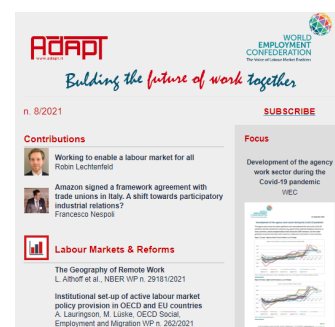 ADAPT
www.adapt.it
WORLD
EMPLOYMENT
CONFEDERATION
The Voice of Labour Market Enablers
Bulding the future of work together
n. 8/2021
SUBSCRIBE
Contributions
Working to enable a labour market for all
Robin Lechtenfeld
Amazon signed a framework agreement with
trade unions in Italy. A shift towards participatory
industrial relations?
Francesco Nespoli
Labour Markets & Reforms
The Geography of Remote Work
L. Althoff et al., NBER WP n. 29181/2021
Institutional set-up of active labour market
policy provision in OECD and EU countries
A. Lauringson, M. Lüske, OECD Social,
Employment and Migration WP n. 262/2021
Focus
Development of the agency
work sector during the
Covid-19 pandemic
WEC